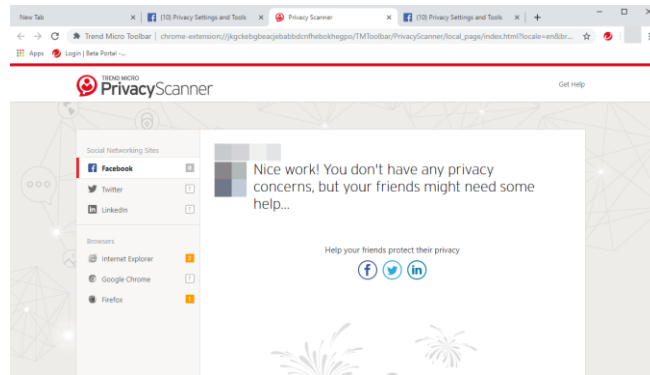 New Tab
(10) Privacy Settings and Tools
Privacy Scanner
(10) Privacy Settings and Tools
Trend Micro Toolbar | chrome-extension://jkgckebgbeacjebabbdcnfhebokhegpo/TMToolbar/PrivacyScanner/local_page/index.html?locale=en&br...
Apps
Login | Beta Portal -...
TREND MICRO
PrivacyScanner
Get Help
Social Networking Sites
Facebook 0
Twitter ?
LinkedIn ?
Browsers
Internet Explorer 2
Google Chrome ?
Firefox 1
Nice work! You don't have any privacy
concerns, but your friends might need some
help...
Help your friends protect their privacy